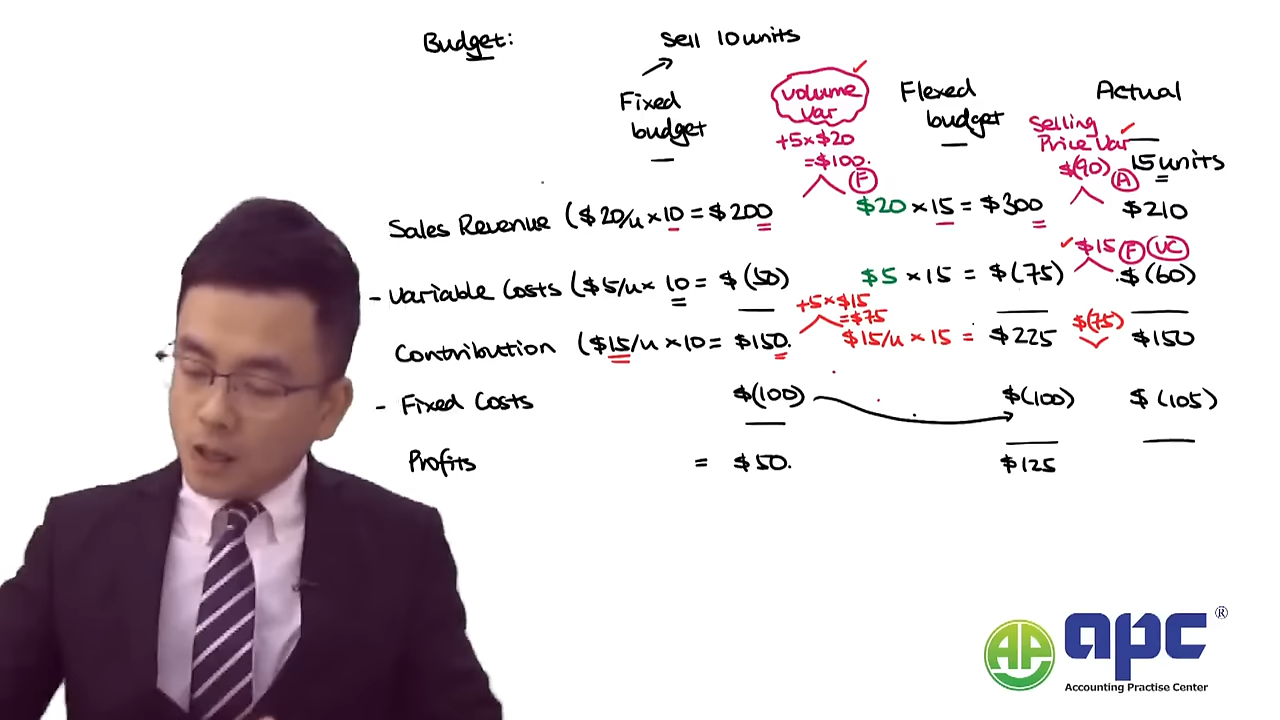 Budget: Sell 10 units
Fixed budget
Volume Var
+5x$20
=$100.
F
Flexed budget
Actual
15 units
Selling Price Var
$(90) A
Sales Revenue ($20/u x 10 = $200
$20 x 15 = $300
$210
$15 F VC
- Variable Costs ($5/u x 10 = $(50)
$5 x 15 = $(75)
$(60)
+5x$15
=$75
Contribution ($15/u x 10 = $150.
$15/u x 15 = $225
$(75)
$150
- Fixed Costs $(100) $(100) $(105)
Profits = $50. $125
AP
apc®
Accounting Practise Center